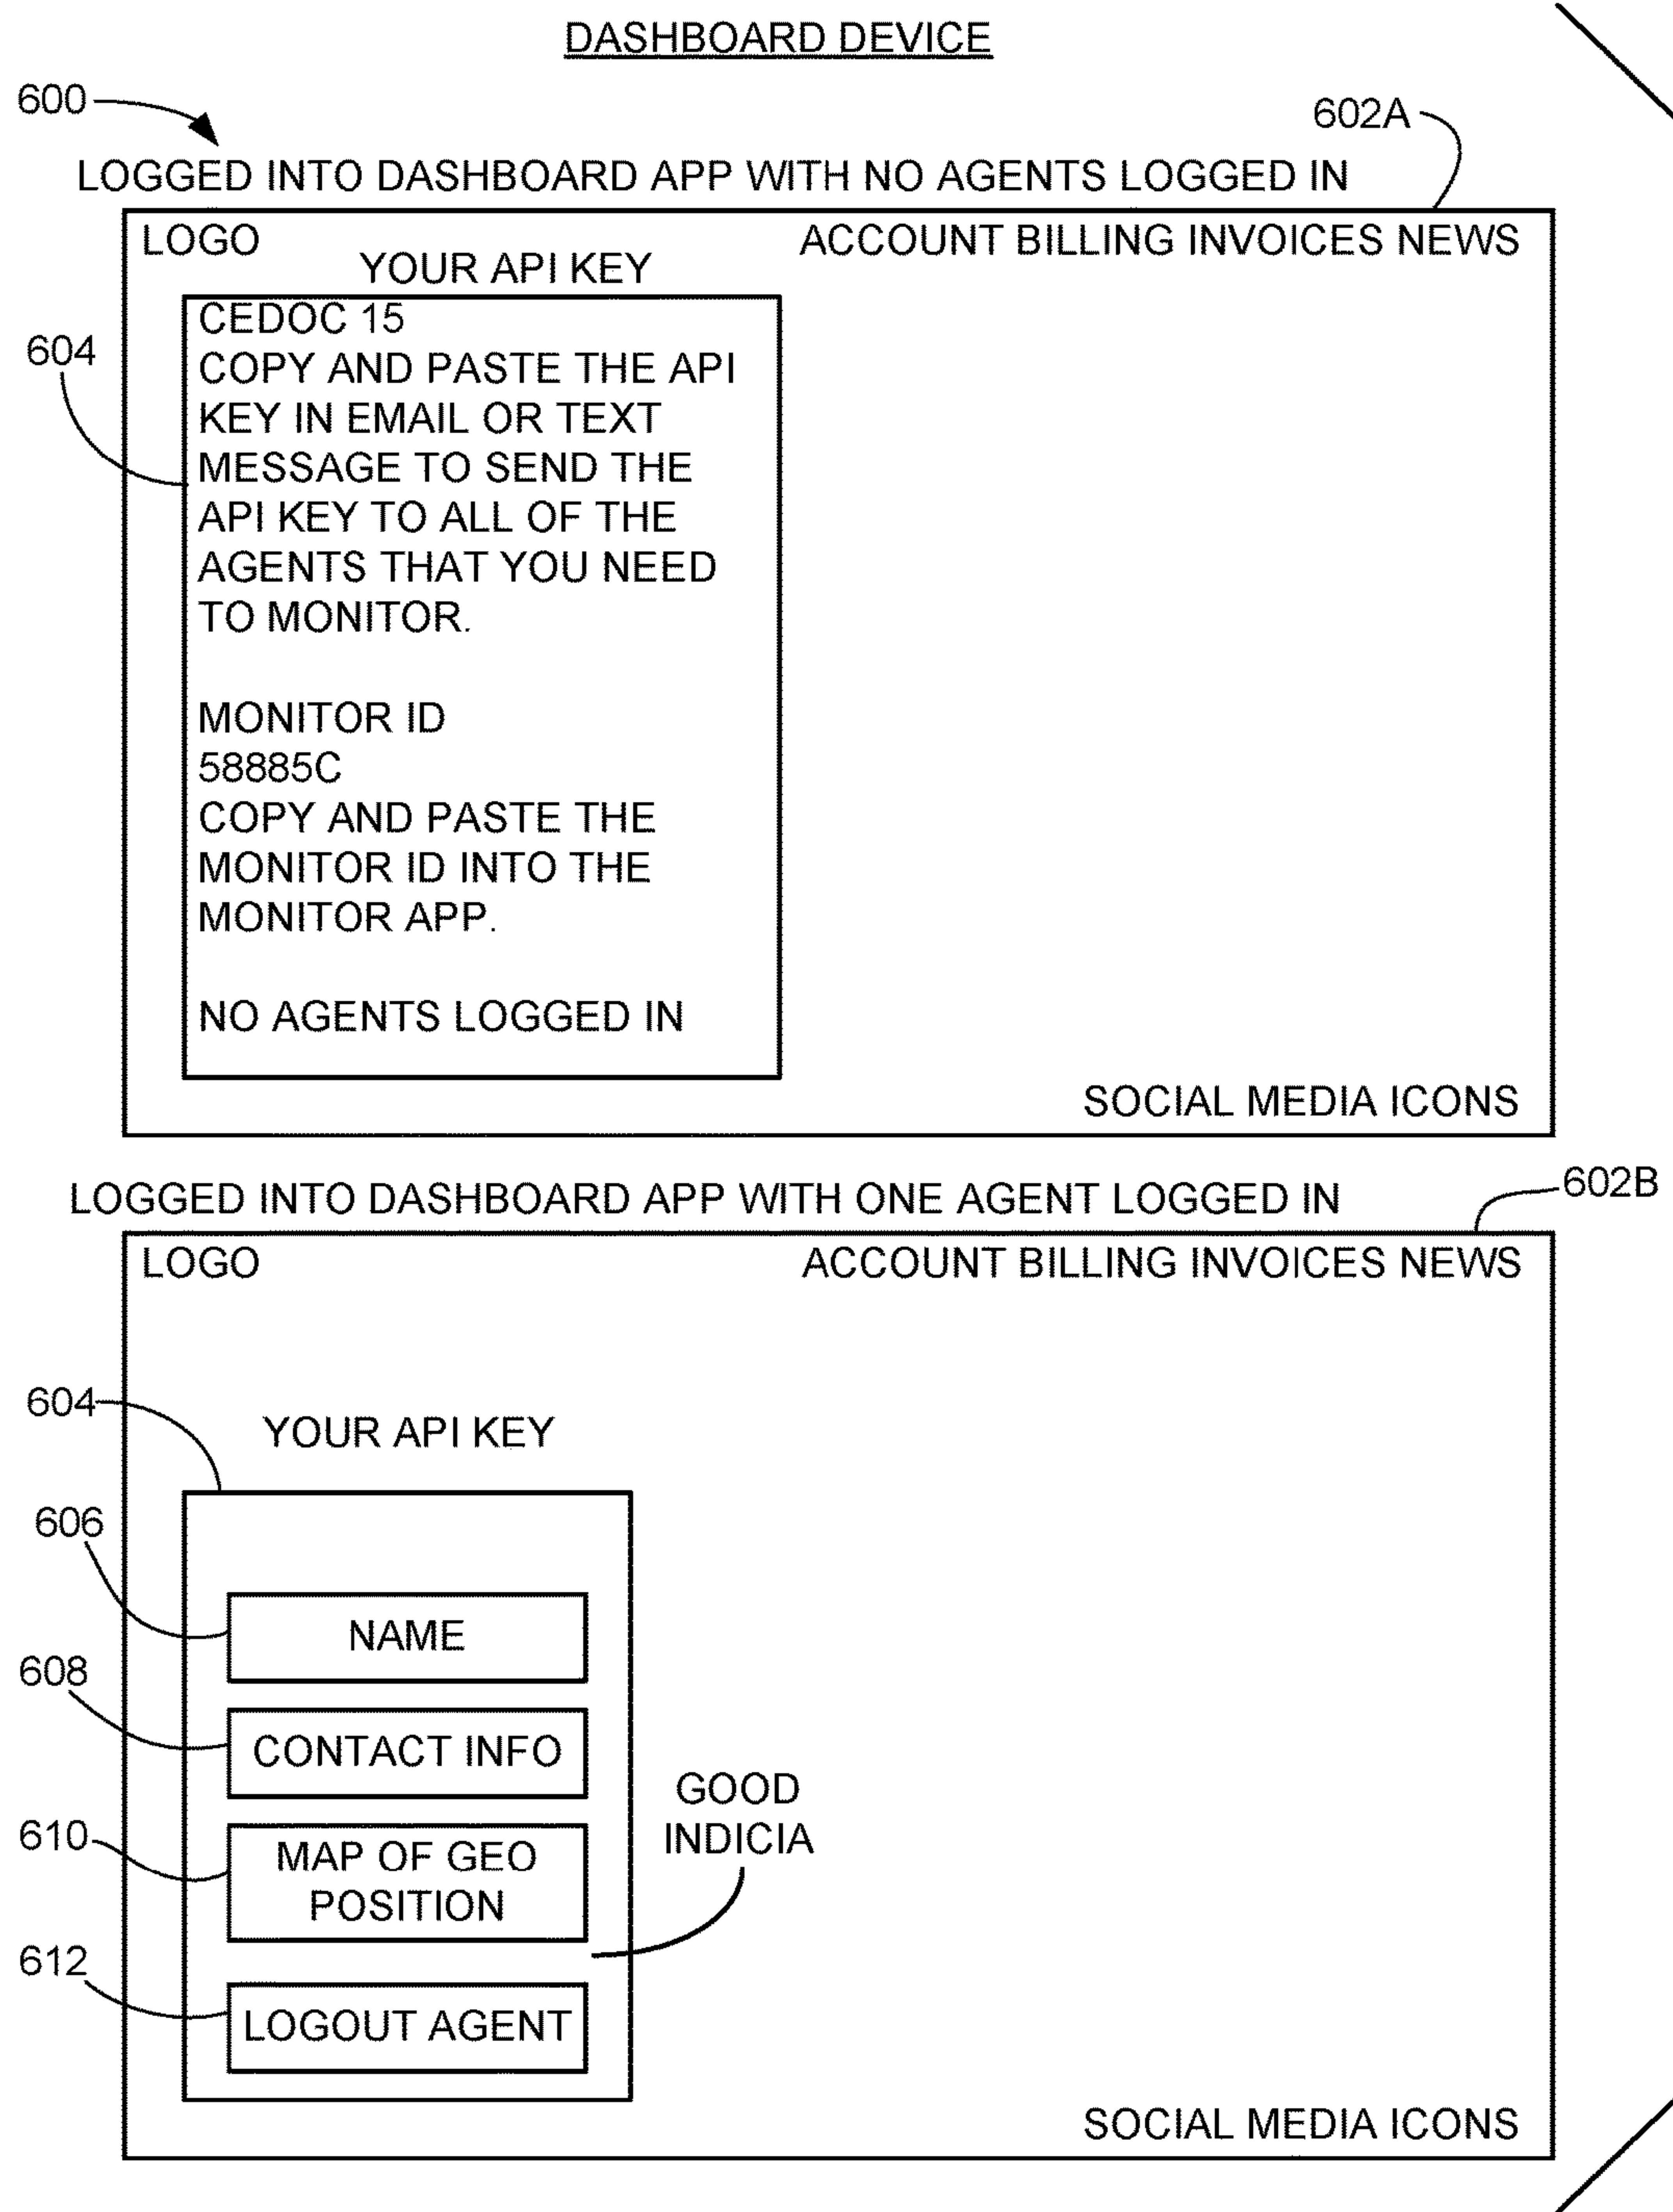 DASHBOARD DEVICE
600
602A
LOGGED INTO DASHBOARD APP WITH NO AGENTS LOGGED IN
LOGO
ACCOUNT BILLING INVOICES NEWS
YOUR API KEY
604
CEDOC 15
COPY AND PASTE THE API
KEY IN EMAIL OR TEXT
MESSAGE TO SEND THE
API KEY TO ALL OF THE
AGENTS THAT YOU NEED
TO MONITOR.
MONITOR ID
58885C
COPY AND PASTE THE
MONITOR ID INTO THE
MONITOR APP.
NO AGENTS LOGGED IN
SOCIAL MEDIA ICONS
602B
LOGGED INTO DASHBOARD APP WITH ONE AGENT LOGGED IN
LOGO
ACCOUNT BILLING INVOICES NEWS
604
YOUR API KEY
606
NAME
608
CONTACT INFO
GOOD
INDICIA
610
MAP OF GEO
POSITION
612
LOGOUT AGENT
SOCIAL MEDIA ICONS